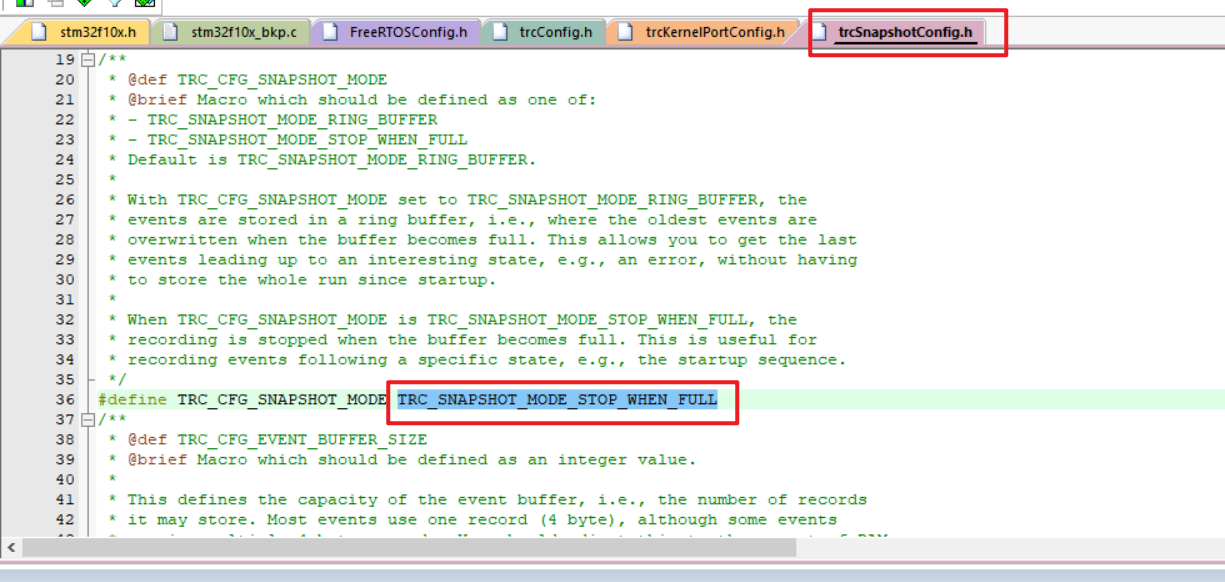 stm32f10x.h stm32f10x_bkp.c FreeRTOSConfig.h trcConfig.h trcKernelPortConfig.h trcSnapshotConfig.h
19 /**
20 * @def TRC_CFG_SNAPSHOT_MODE
21 * @brief Macro which should be defined as one of:
22 * - TRC_SNAPSHOT_MODE_RING_BUFFER
23 * - TRC_SNAPSHOT_MODE_STOP_WHEN_FULL
24 * Default is TRC_SNAPSHOT_MODE_RING_BUFFER.
25 *
26 * With TRC_CFG_SNAPSHOT_MODE set to TRC_SNAPSHOT_MODE_RING_BUFFER, the
27 * events are stored in a ring buffer, i.e., where the oldest events are
28 * overwritten when the buffer becomes full. This allows you to get the last
29 * events leading up to an interesting state, e.g., an error, without having
30 * to store the whole run since startup.
31 *
32 * When TRC_CFG_SNAPSHOT_MODE is TRC_SNAPSHOT_MODE_STOP_WHEN_FULL, the
33 * recording is stopped when the buffer becomes full. This is useful for
34 * recording events following a specific state, e.g., the startup sequence.
35 */
36 #define TRC_CFG_SNAPSHOT_MODE TRC_SNAPSHOT_MODE_STOP_WHEN_FULL
37 /**
38 * @def TRC_CFG_EVENT_BUFFER_SIZE
39 * @brief Macro which should be defined as an integer value.
40 *
41 * This defines the capacity of the event buffer, i.e., the number of records
42 * it may store. Most events use one record (4 byte), although some events